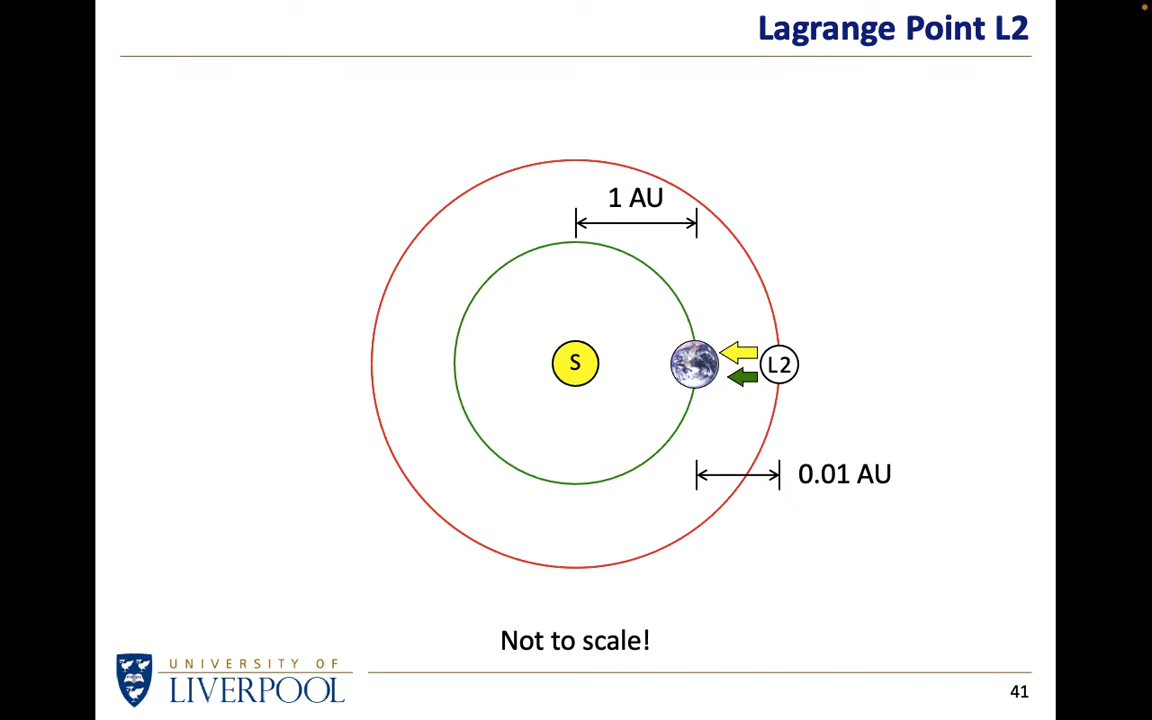 Lagrange Point L2
1 AU
S
L2
0.01 AU
Not to scale!
UNIVERSITY OF
LIVERPOOL
41